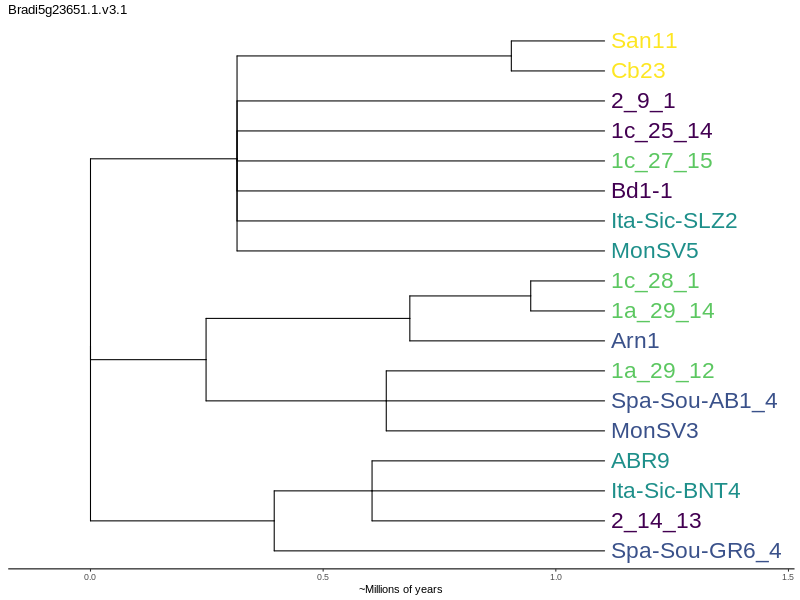 Bradi5g23651.1.v3.1
San11
Cb23
2_9_1
1c_25_14
1c_27_15
Bd1-1
Ita-Sic-SLZ2
MonSV5
1c_28_1
1a_29_14
Arn1
1a_29_12
Spa-Sou-AB1_4
MonSV3
ABR9
Ita-Sic-BNT4
2_14_13
Spa-Sou-GR6_4
0.0 0.5 1.0 1.5
~Millions of years